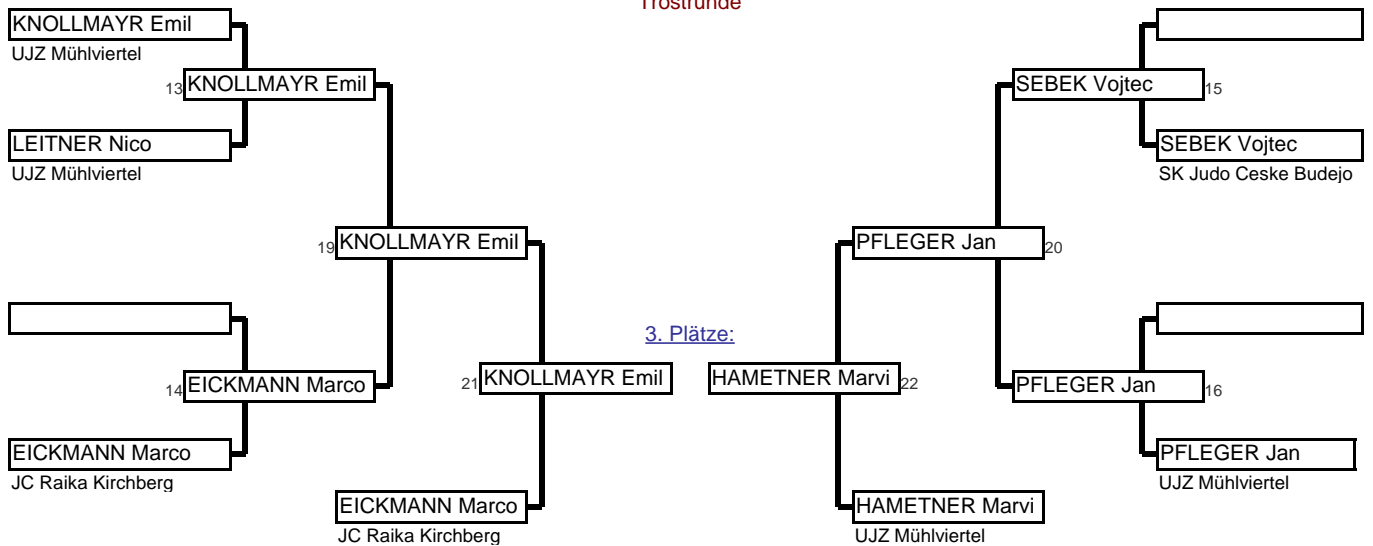 Trostrunde
KNOLLMAYR Emil
UJZ Mühlviertel
13 KNOLLMAYR Emil
SEBEK Vojtec 15
LEITNER Nico
UJZ Mühlviertel
SEBEK Vojtec
SK Judo Ceske Budejo
19 KNOLLMAYR Emil
PFLEGER Jan 20
3. Plätze:
14 EICKMANN Marco
21 KNOLLMAYR Emil
HAMETNER Marvi 22
PFLEGER Jan 16
EICKMANN Marco
JC Raika Kirchberg
PFLEGER Jan
UJZ Mühlviertel
EICKMANN Marco
JC Raika Kirchberg
HAMETNER Marvi
UJZ Mühlviertel